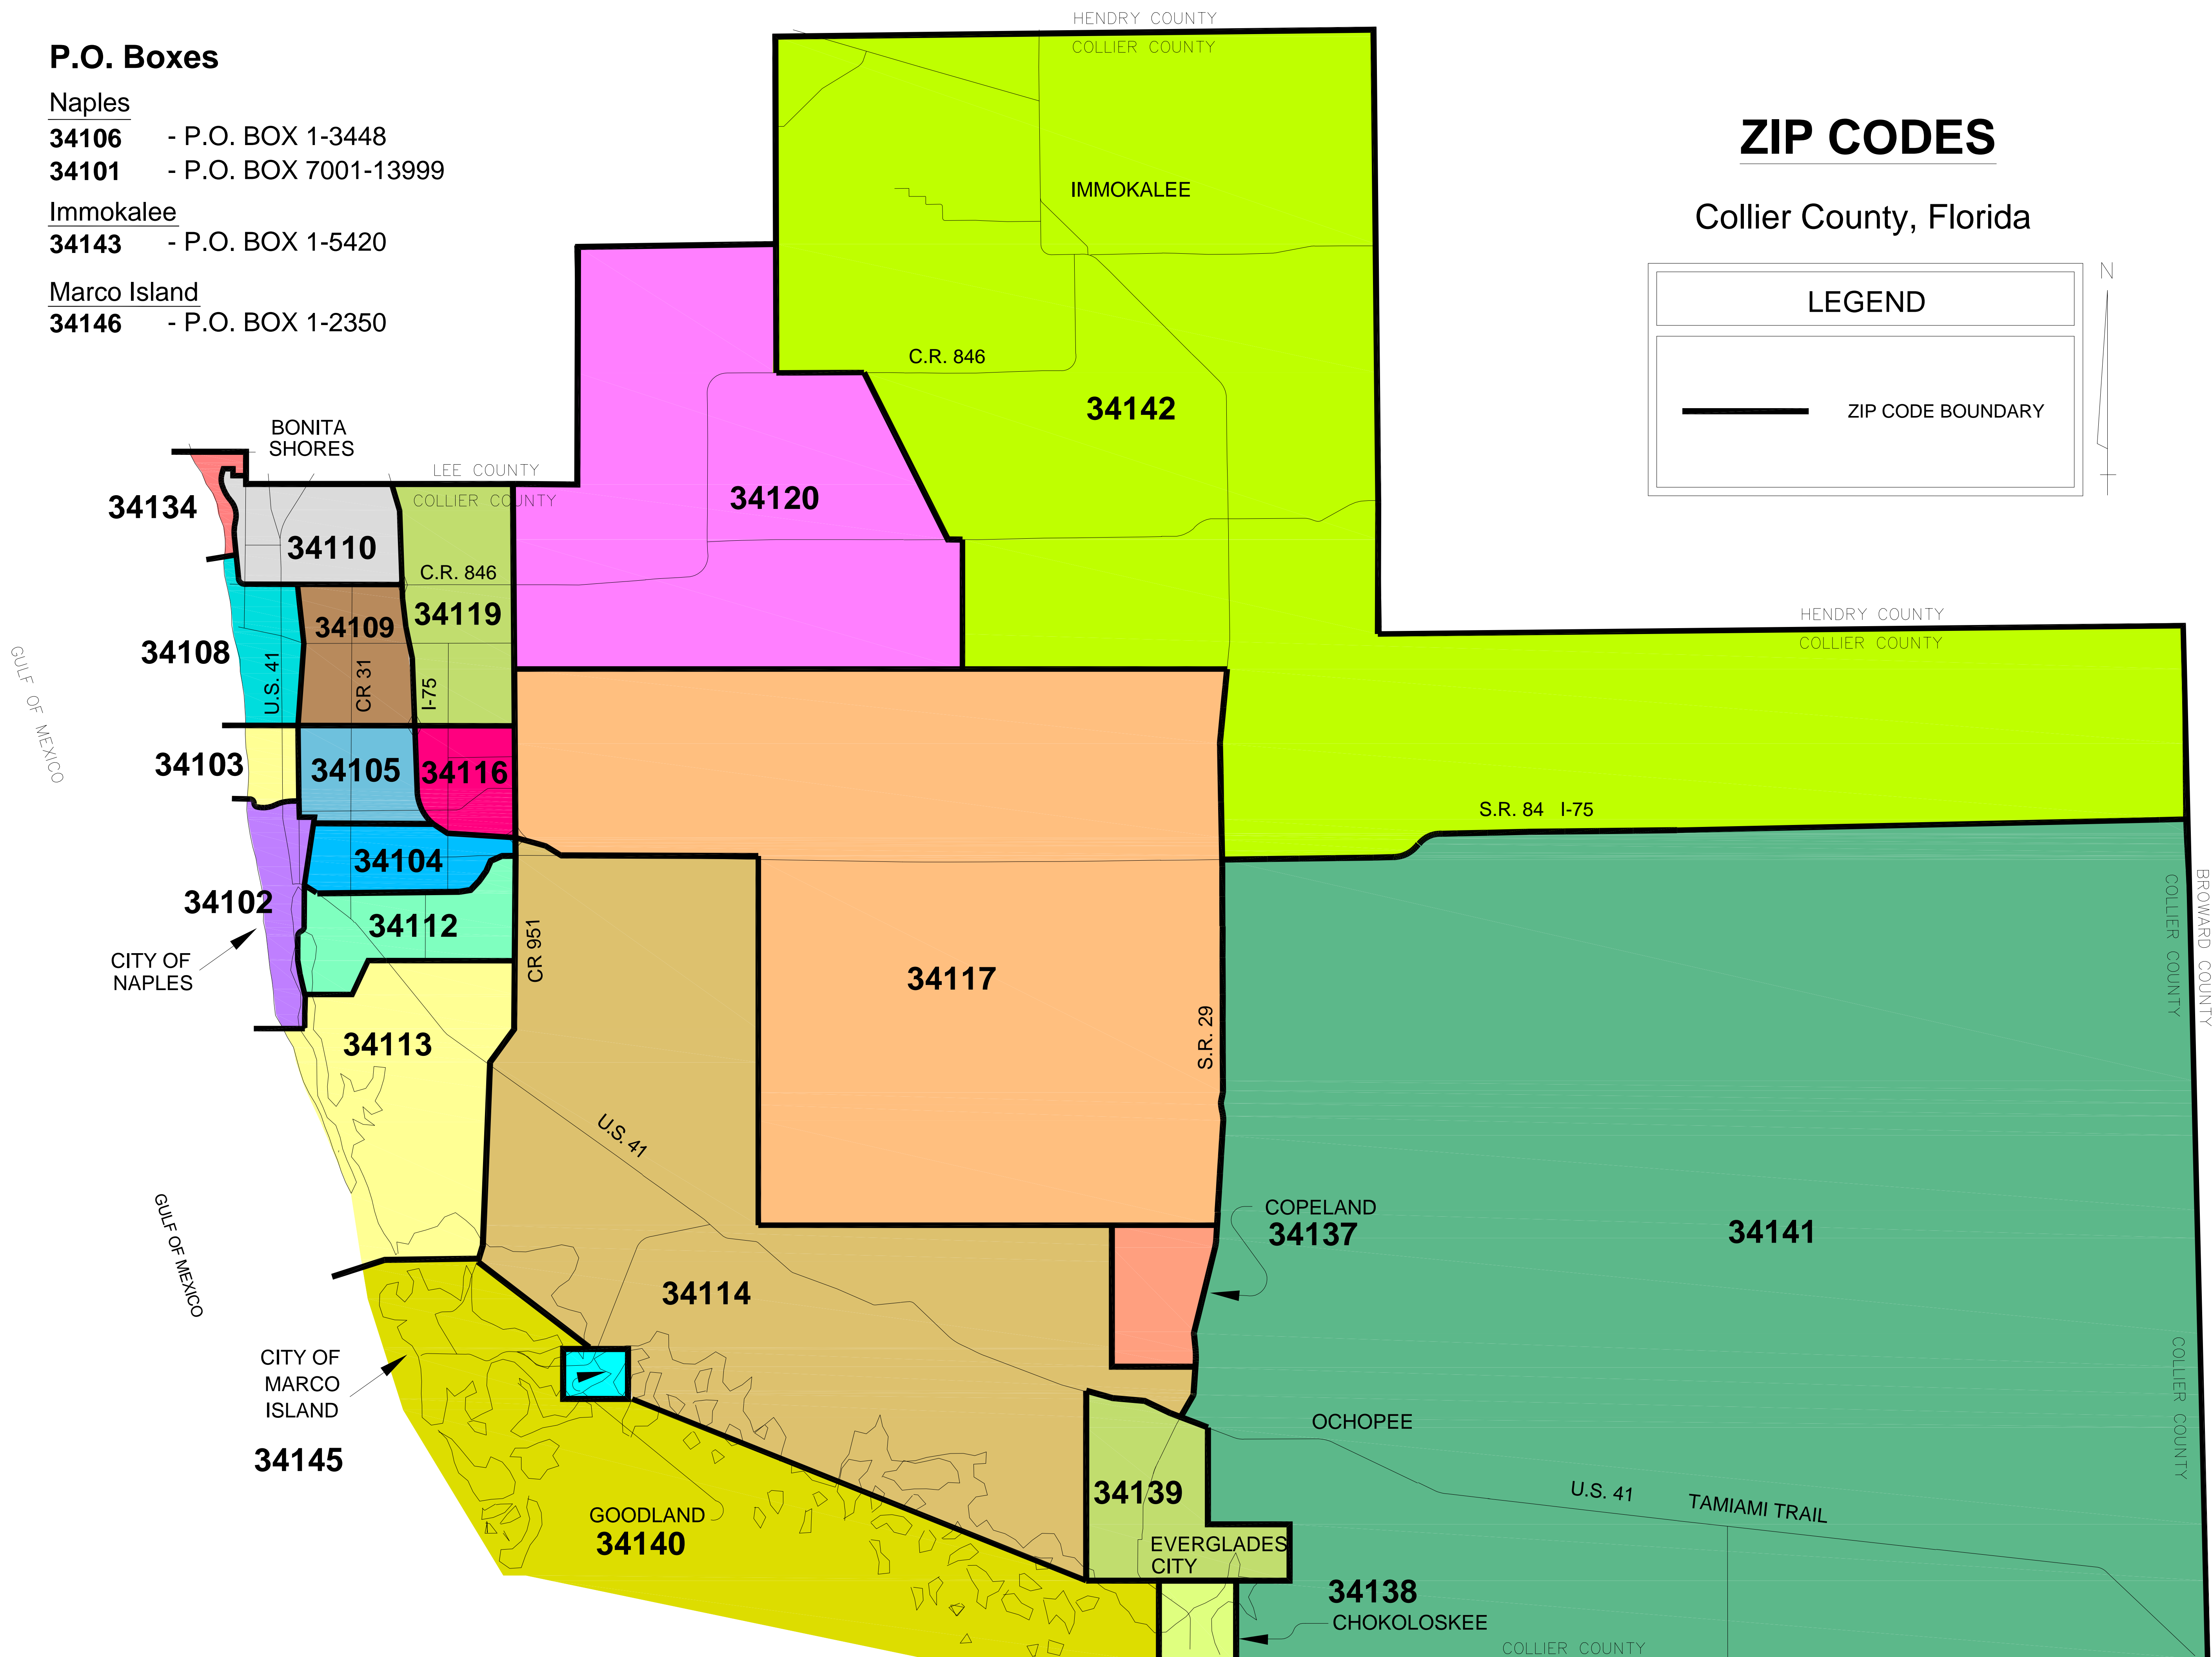 HENDRY COUNTY
COLLIER COUNTY
P.O. Boxes
Naples
34106 - P.O. BOX 1-3448
34101 - P.O. BOX 7001-13999
Immokalee
34143 - P.O. BOX 1-5420
Marco Island
34146 - P.O. BOX 1-2350
ZIP CODES
Collier County, Florida
LEGEND
ZIP CODE BOUNDARY
N
IMMOKALEE
C.R. 846
34142
BONITA
SHORES
LEE COUNTY
COLLIER COUNTY
34134
34120
34110
C.R. 846
34119
34109
34108
U.S. 41
CR 31
I-75
GULF OF MEXICO
HENDRY COUNTY
COLLIER COUNTY
34103
34105
34116
S.R. 84 I-75
34104
34102
34112
CITY OF
NAPLES
CR 951
34117
COLLIER COUNTY
BROWARD COUNTY
34113
S.R. 29
U.S. 41
GULF OF MEXICO
COPELAND
34137
34141
34114
CITY OF
MARCO
ISLAND
34145
COLLIER COUNTY
OCHOPEE
34139
U.S. 41
TAMIAMI TRAIL
GOODLAND
34140
EVERGLADES
CITY
34138
CHOKOLOSKEE
COLLIER COUNTY